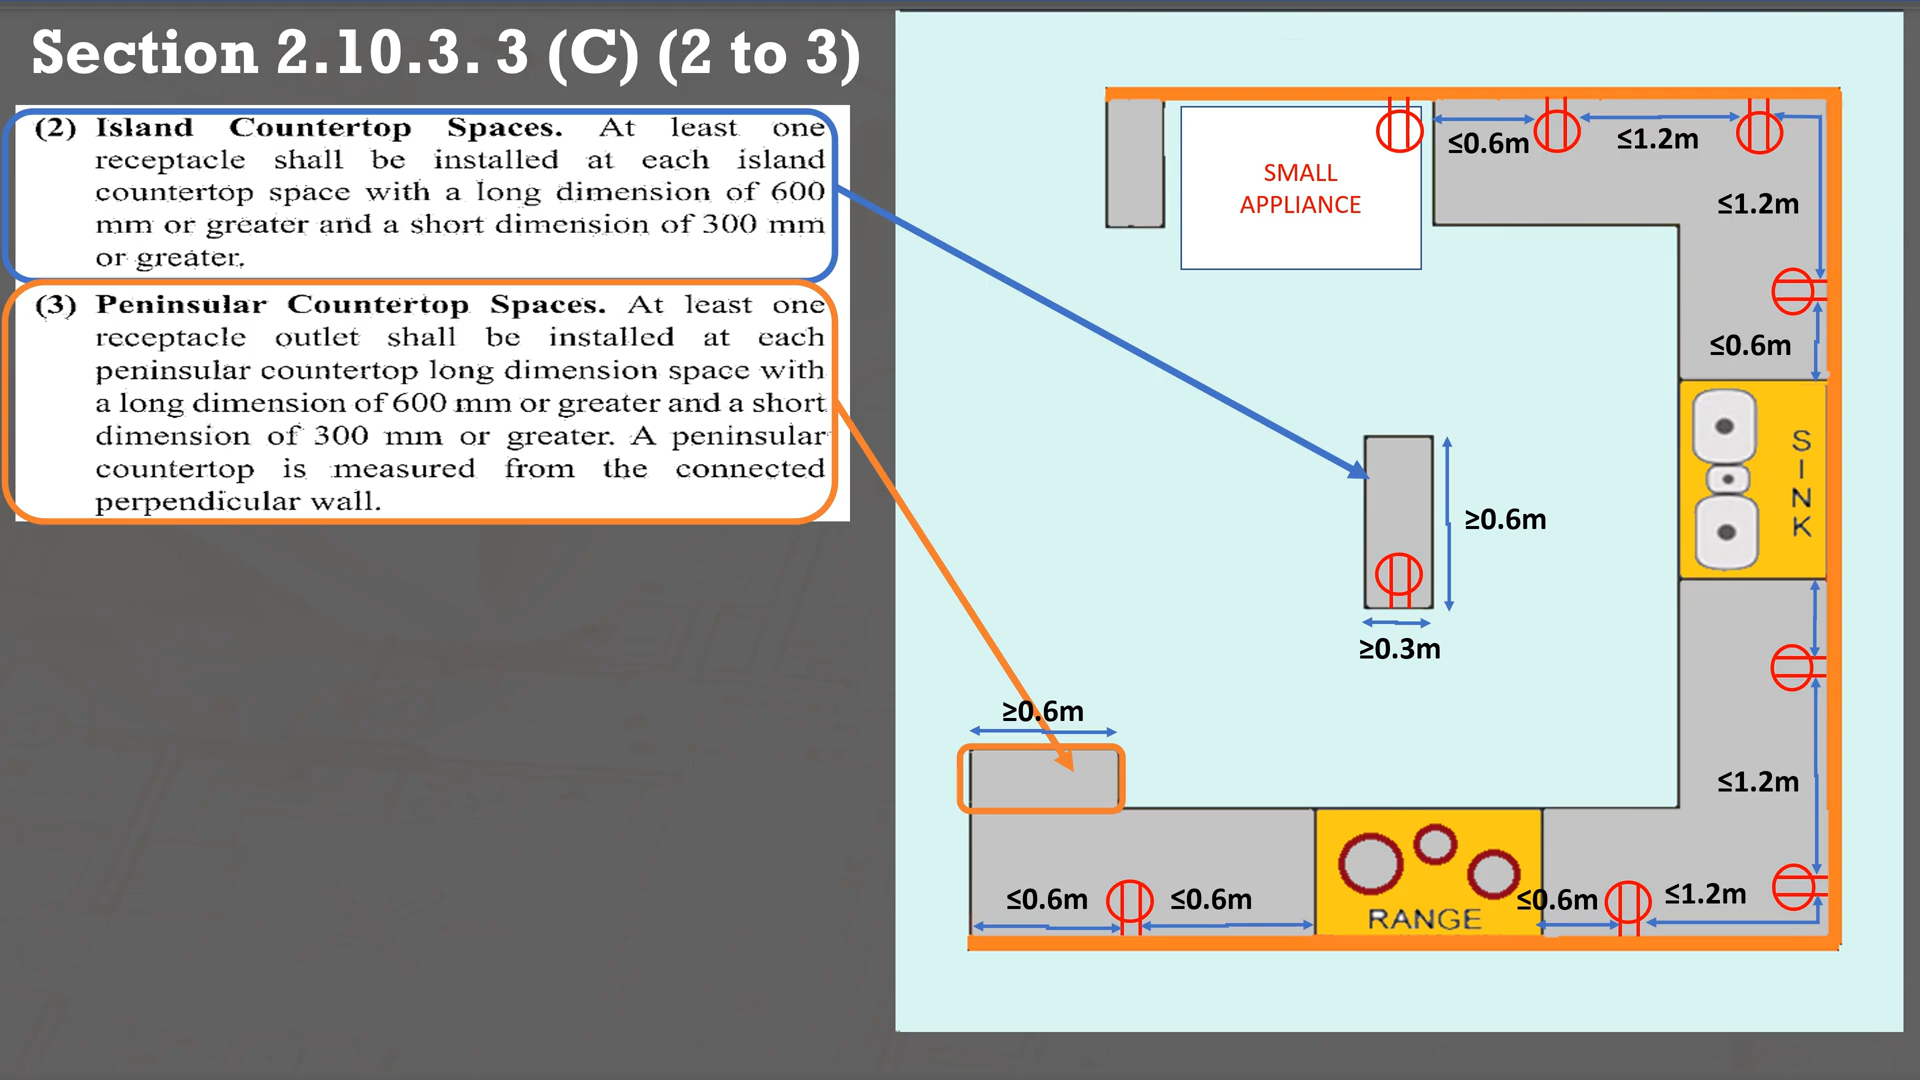 Section 2.10.3. 3 (C) (2 to 3)
(2) Island Countertop Spaces. At least one
receptacle shall be installed at each island
countertop space with a long dimension of 600
mm or greater and a short dimension of 300 mm
or greater.
(3) Peninsular Countertop Spaces. At least one
receptacle outlet shall be installed at each
peninsular countertop long dimension space with
a long dimension of 600 mm or greater and a short
dimension of 300 mm or greater. A peninsular
countertop is measured from the connected
perpendicular wall.
SMALL
APPLIANCE
≤0.6m
≤1.2m
≤1.2m
≤0.6m
SINK
≥0.6m
≥0.3m
≥0.6m
≤1.2m
≤0.6m
≤0.6m
RANGE
≤0.6m
≤1.2m